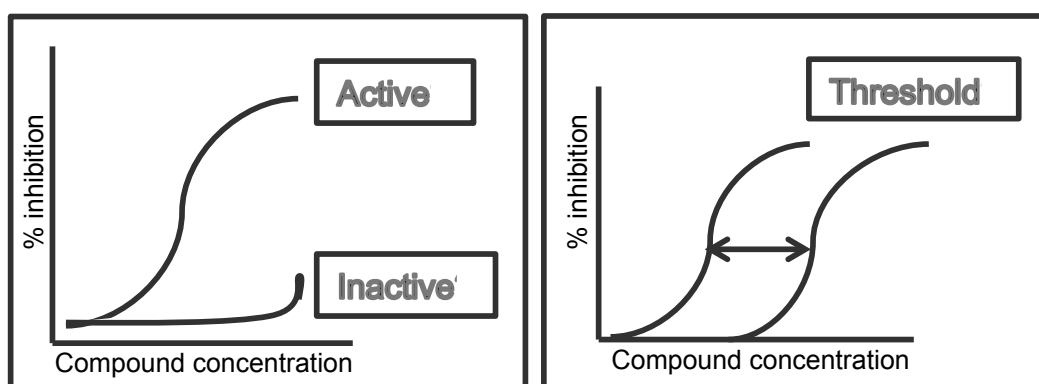 % inhibition
Active
Inactive
Compound concentration
% inhibition
Threshold
Compound concentration